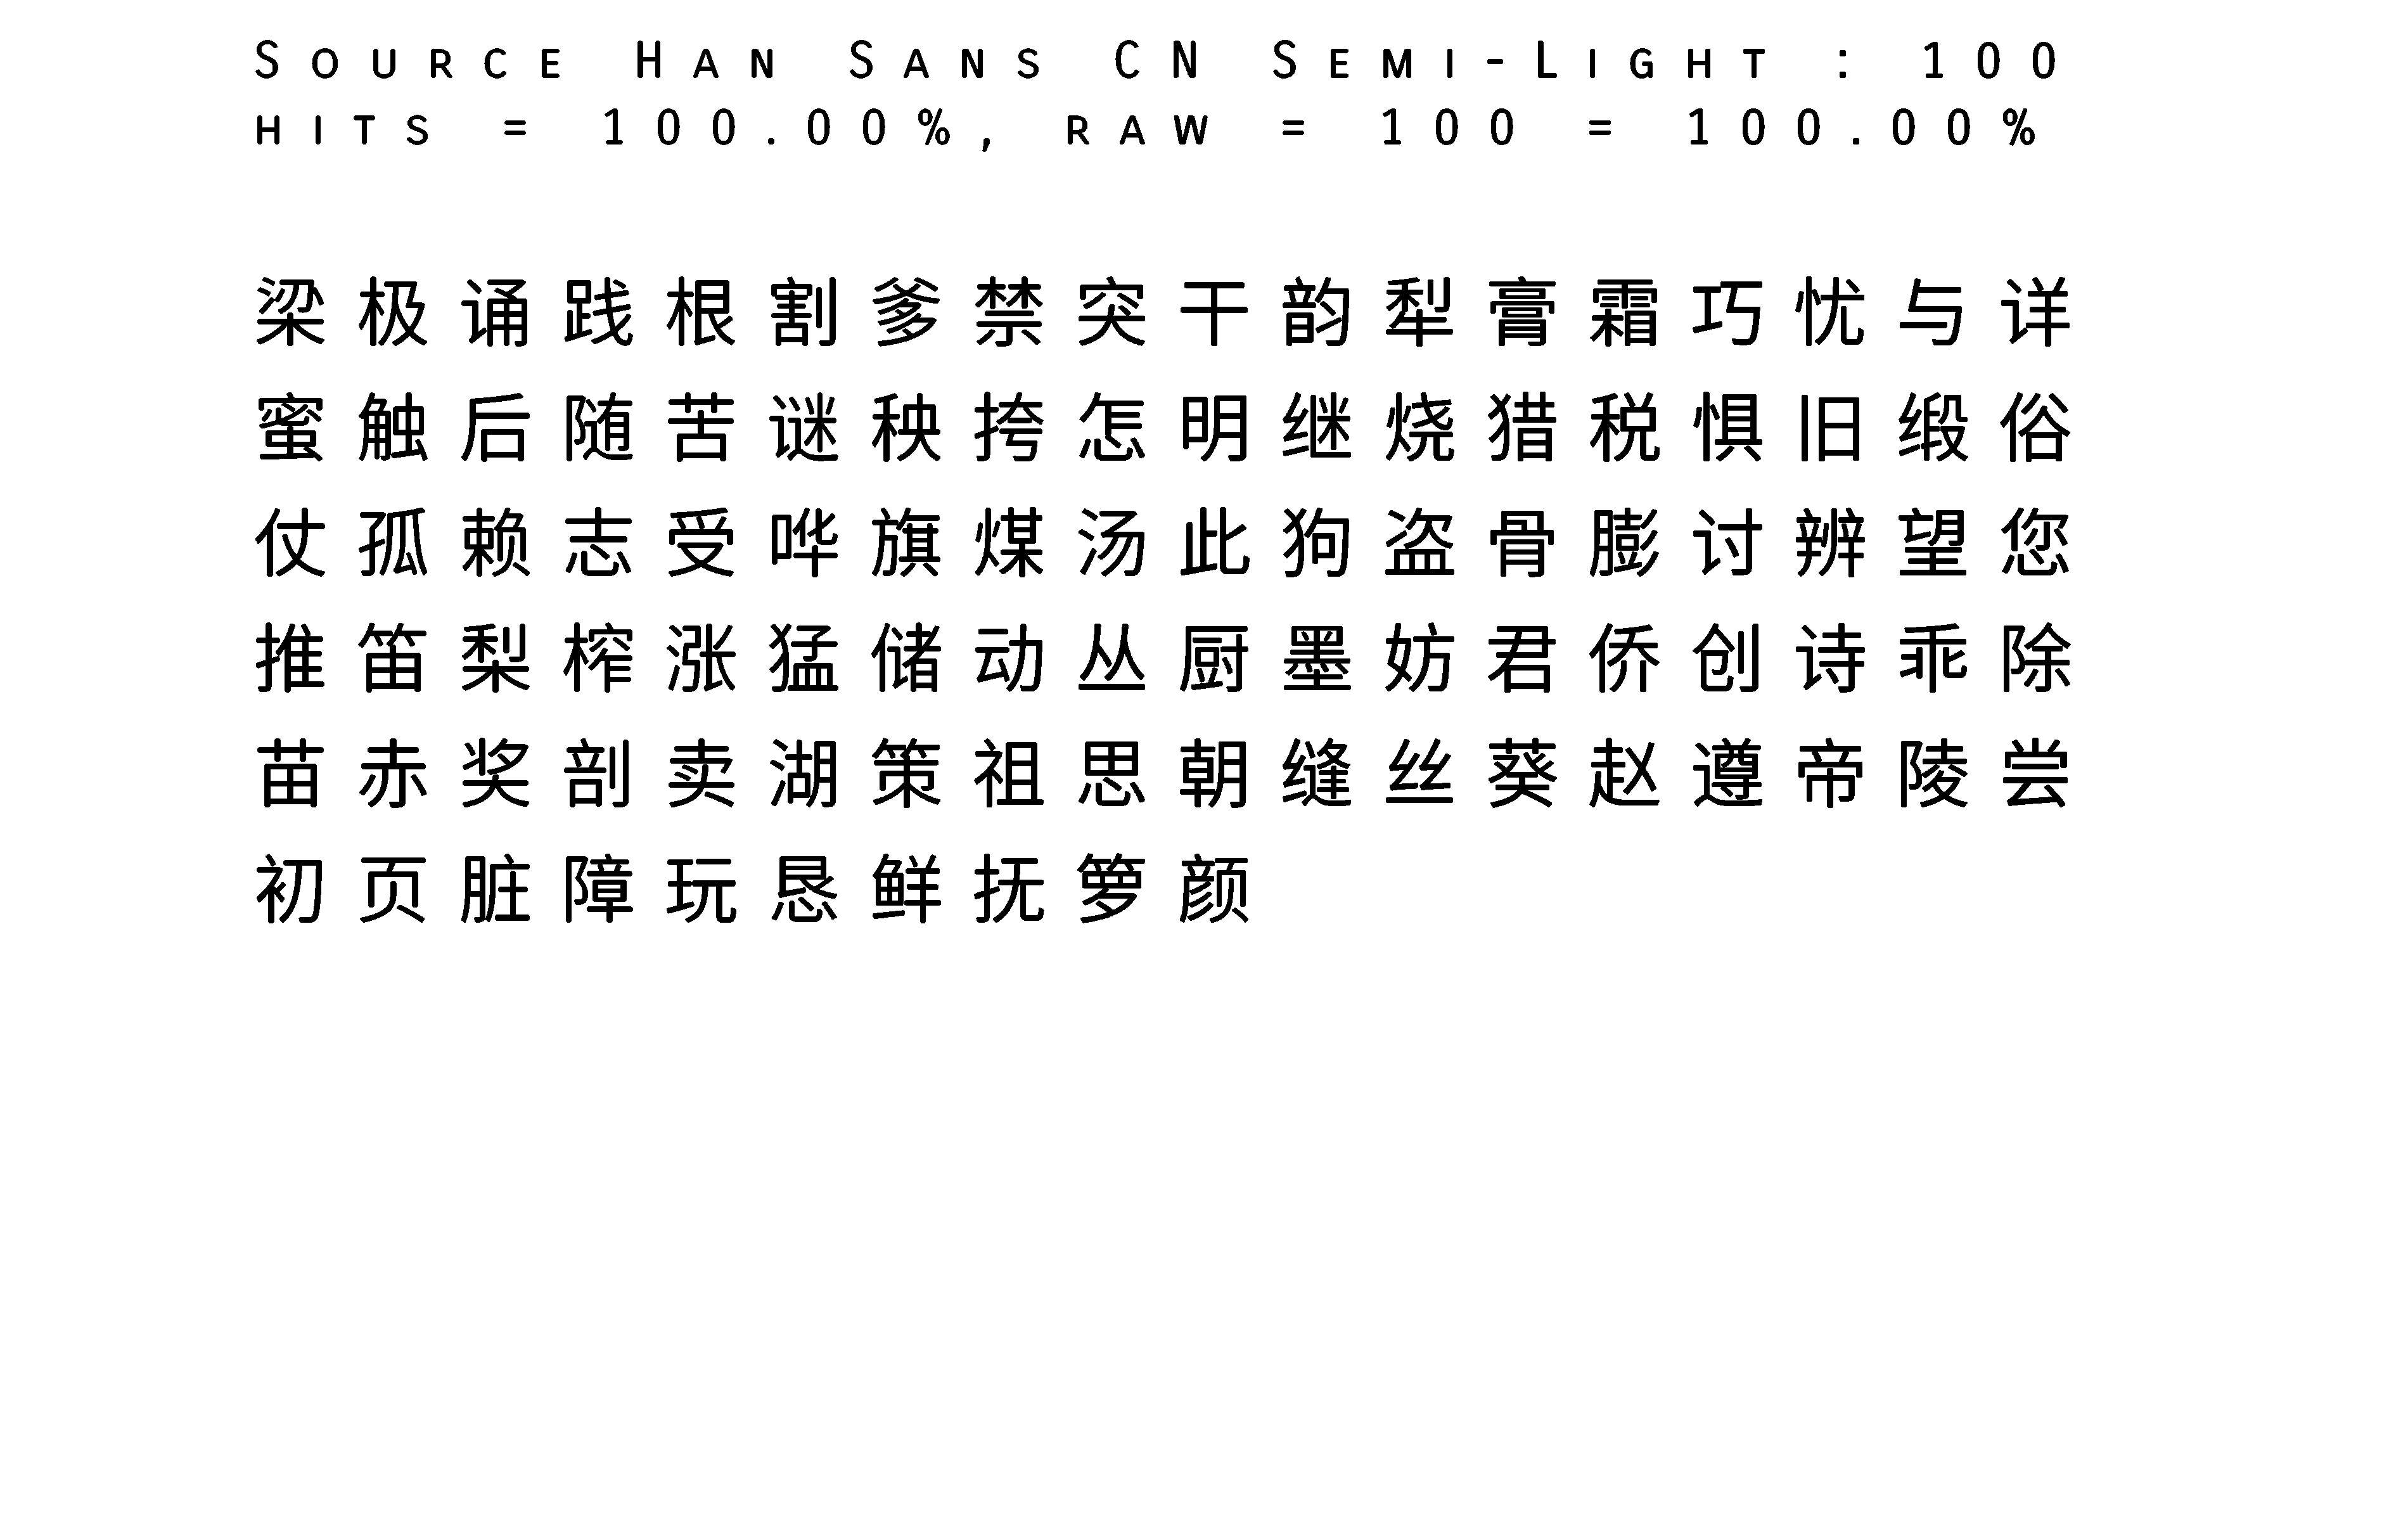 Source Han Sans CN Semi-Light : 100
hits = 100.00%, raw = 100 = 100.00%
梁极诵践根割爹禁突干韵犁膏霜巧忧与详
蜜触后随苦谜秧挎怎明继烧猎税惧旧缎俗
仗孤赖志受哗旗煤汤此狗盗骨膨讨辨望您
推笛梨榨涨猛储动丛厨墨妨君侨创诗乖除
苗赤奖剖卖湖策祖思朝缝丝葵赵遵帝陵尝
初页脏障玩恳鲜抚箩颜